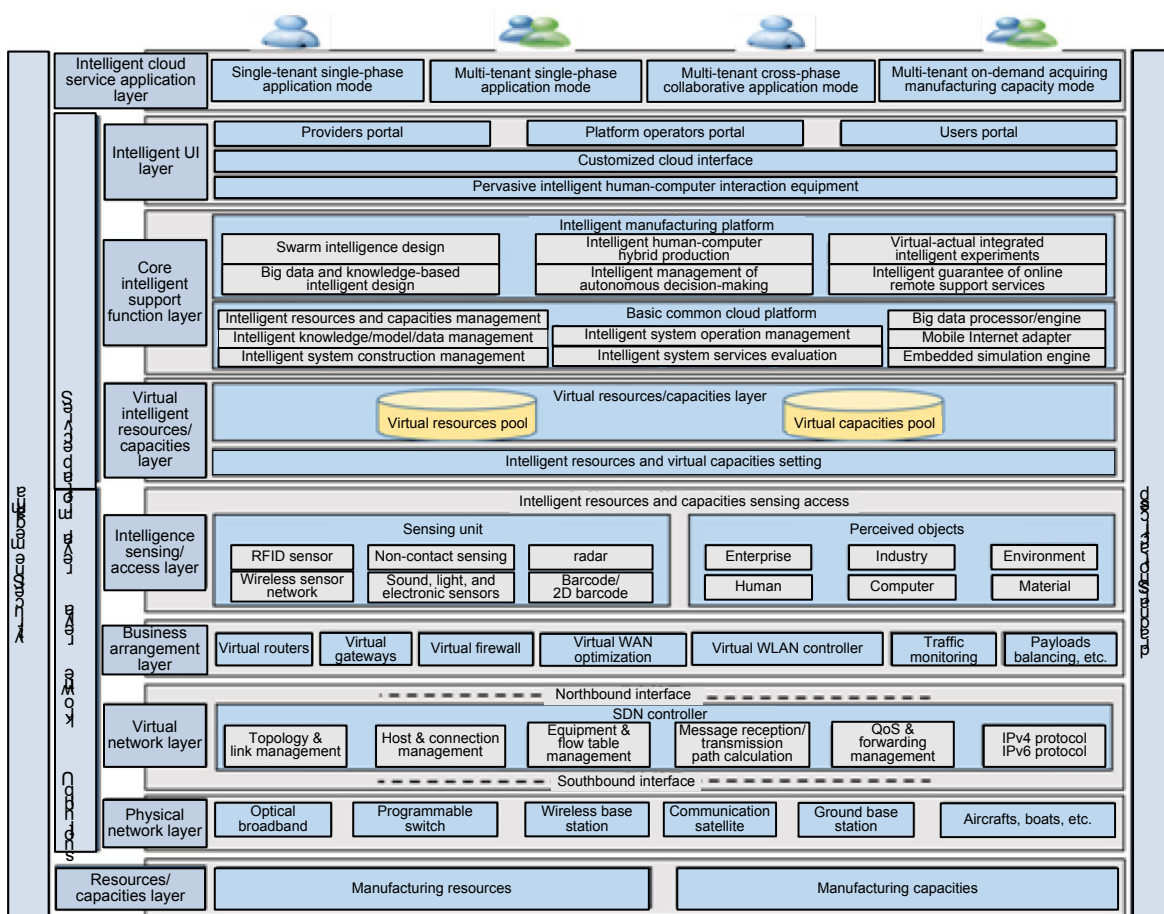 Intelligent cloud
service application
layer
Single-tenant single-phase
application mode
Multi-tenant single-phase
application mode
Multi-tenant cross-phase
collaborative application mode
Multi-tenant on-demand acquiring
manufacturing capacity mode
Intelligent UI
layer
Providers portal
Platform operators portal
Users portal
Customized cloud interface
Pervasive intelligent human-computer interaction equipment
Core
intelligent
support
function layer
Intelligent manufacturing platform
Swarm intelligence design
Intelligent human-computer
hybrid production
Virtual-actual integrated
intelligent experiments
Big data and knowledge-based
intelligent design
Intelligent management of
autonomous decision-making
Intelligent guarantee of online
remote support services
Basic common cloud platform
Intelligent resources and capacities management
Intelligent knowledge/model/data management
Intelligent system construction management
Intelligent system operation management
Intelligent system services evaluation
Big data processor/engine
Mobile Internet adapter
Embedded simulation engine
Virtual
intelligent
resources/
capacities
layer
Virtual resources/capacities layer
Virtual resources pool
Virtual capacities pool
Intelligent resources and virtual capacities setting
Intelligence
sensing/
access layer
Intelligent resources and capacities sensing access
Sensing unit
RFID sensor
Non-contact sensing
radar
Wireless sensor
network
Sound, light, and
electronic sensors
Barcode/
2D barcode
Perceived objects
Enterprise
Industry
Environment
Human
Computer
Material
Business
arrangement
layer
Virtual routers
Virtual
gateways
Virtual firewall
Virtual WAN
optimization
Virtual WLAN controller
Traffic
monitoring
Payloads
balancing, etc.
Virtual
network layer
Northbound interface
SDN controller
Topology &
link management
Host & connection
management
Equipment &
flow table
management
Message reception/
transmission
path calculation
QoS &
forwarding
management
IPv4 protocol
IPv6 protocol
Southbound interface
Physical
network layer
Optical
broadband
Programmable
switch
Wireless base
station
Communication
satellite
Ground base
station
Aircrafts, boats, etc.
Resources/
capacities layer
Manufacturing resources
Manufacturing capacities